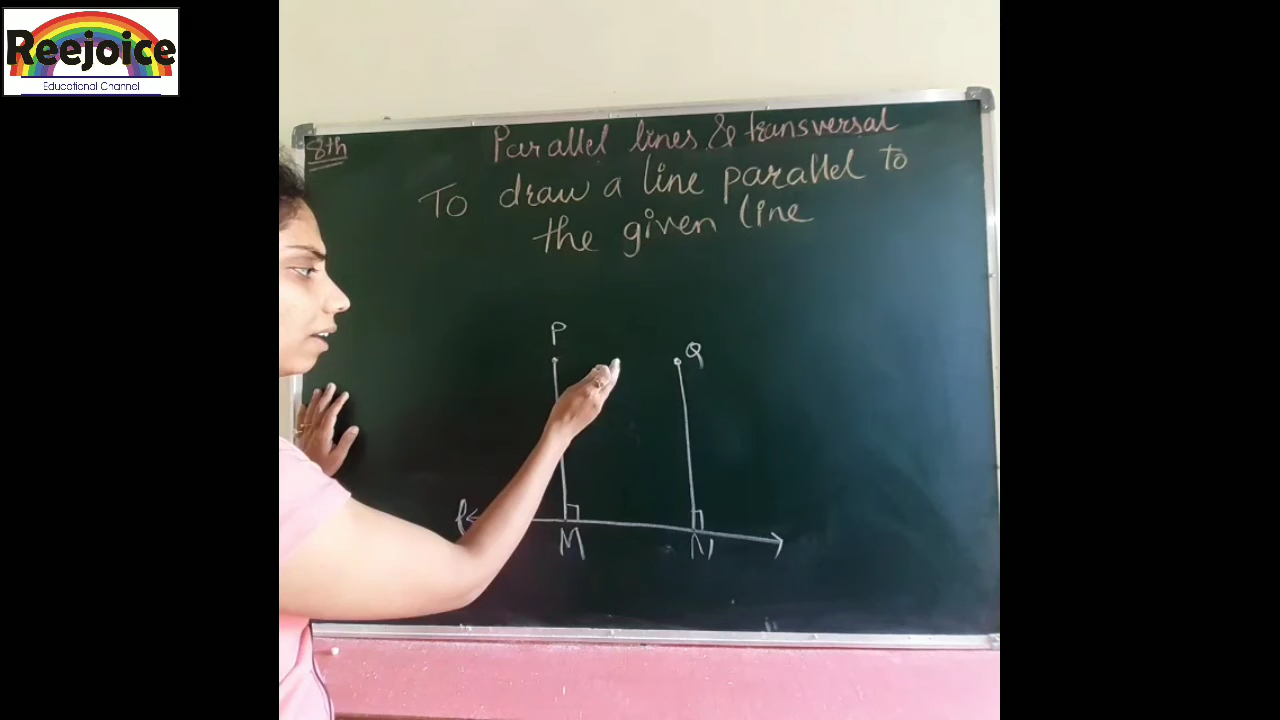 Reejoice
Educational Channel
8th
Parallel lines & transversal
To draw a line parallel to
the given line
P
Q
l
M
N